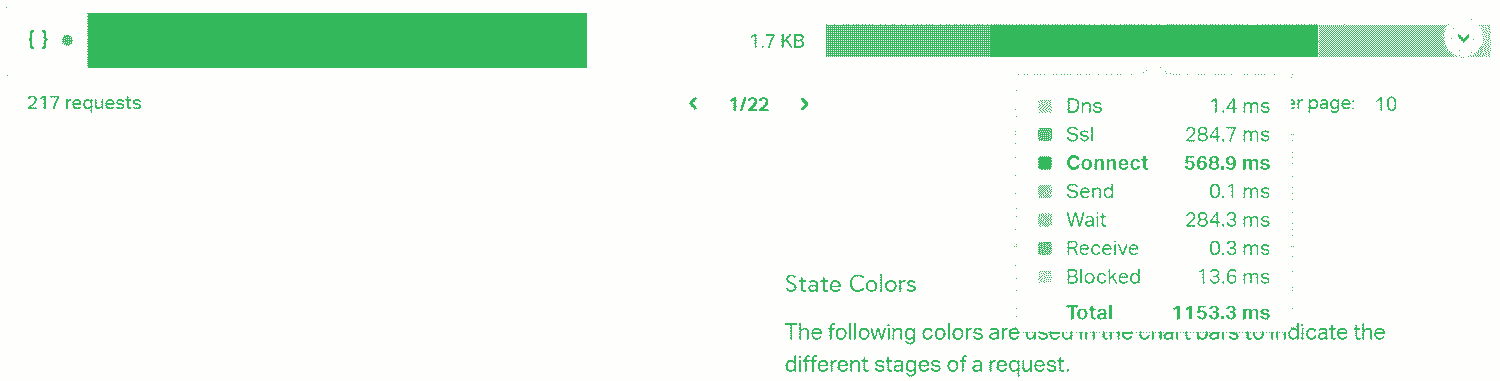 { }
1.7 KB
217 requests
< 1/22 >
er page: 10
Dns 1.4 ms
Ssl 284.7 ms
Connect 568.9 ms
Send 0.1 ms
Wait 284.3 ms
Receive 0.3 ms
Blocked 13.6 ms
Total 1153.3 ms
State Colors
The following colors are used in the chart bars to indicate the
different stages of a request.